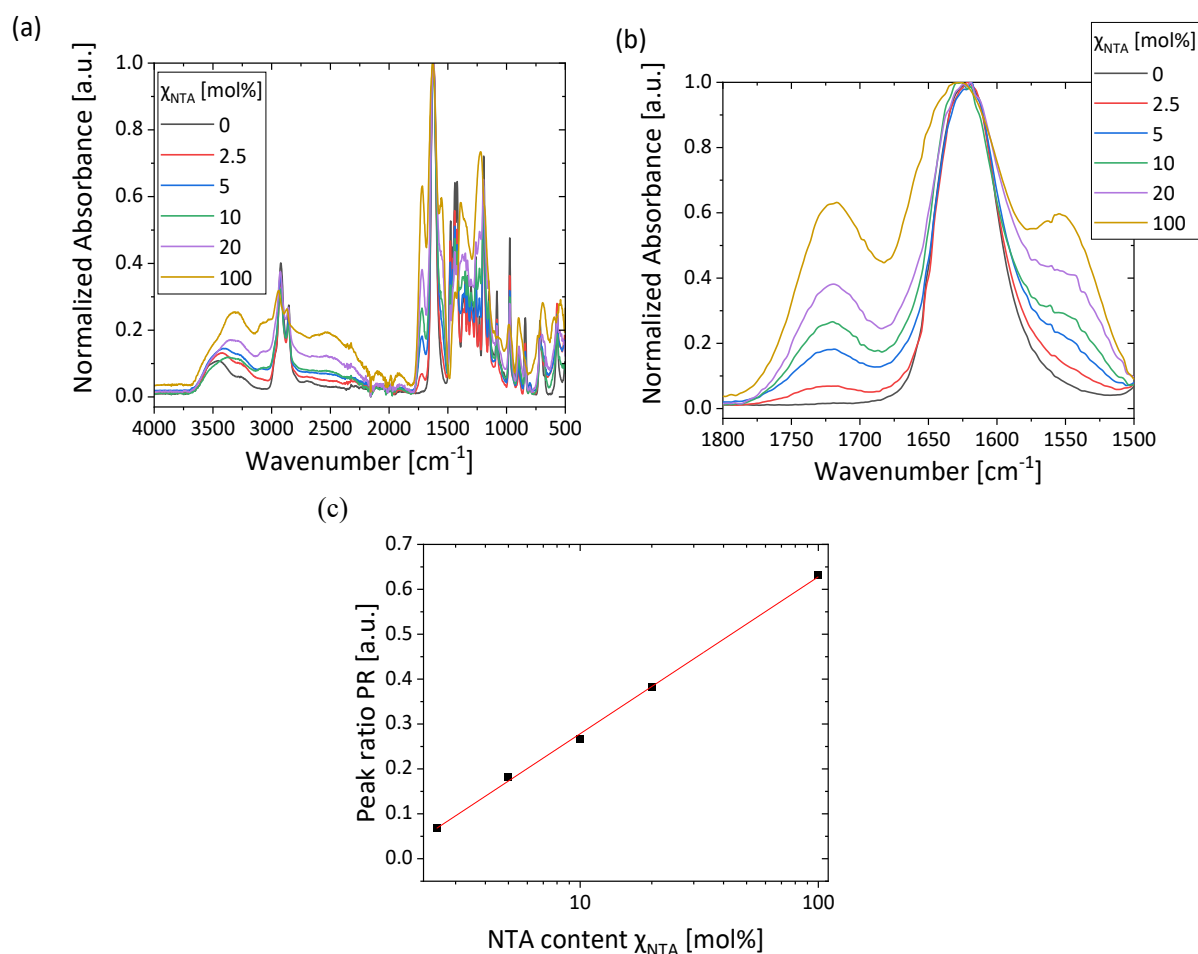 (a)
Normalized Absorbance [a.u.]
1.0
0.8
0.6
0.4
0.2
0.0
χNTA [mol%]
0
2.5
5
10
20
100
4000 3500 3000 2500 2000 1500 1000 500
Wavenumber [cm-1]
(b)
Normalized Absorbance [a.u.]
1.0
0.8
0.6
0.4
0.2
0.0
χNTA [mol%]
0
2.5
5
10
20
100
1800 1750 1700 1650 1600 1550 1500
Wavenumber [cm-1]
(c)
Peak ratio PR [a.u.]
0.7
0.6
0.5
0.4
0.3
0.2
0.1
0.0
10 100
NTA content χNTA [mol%]